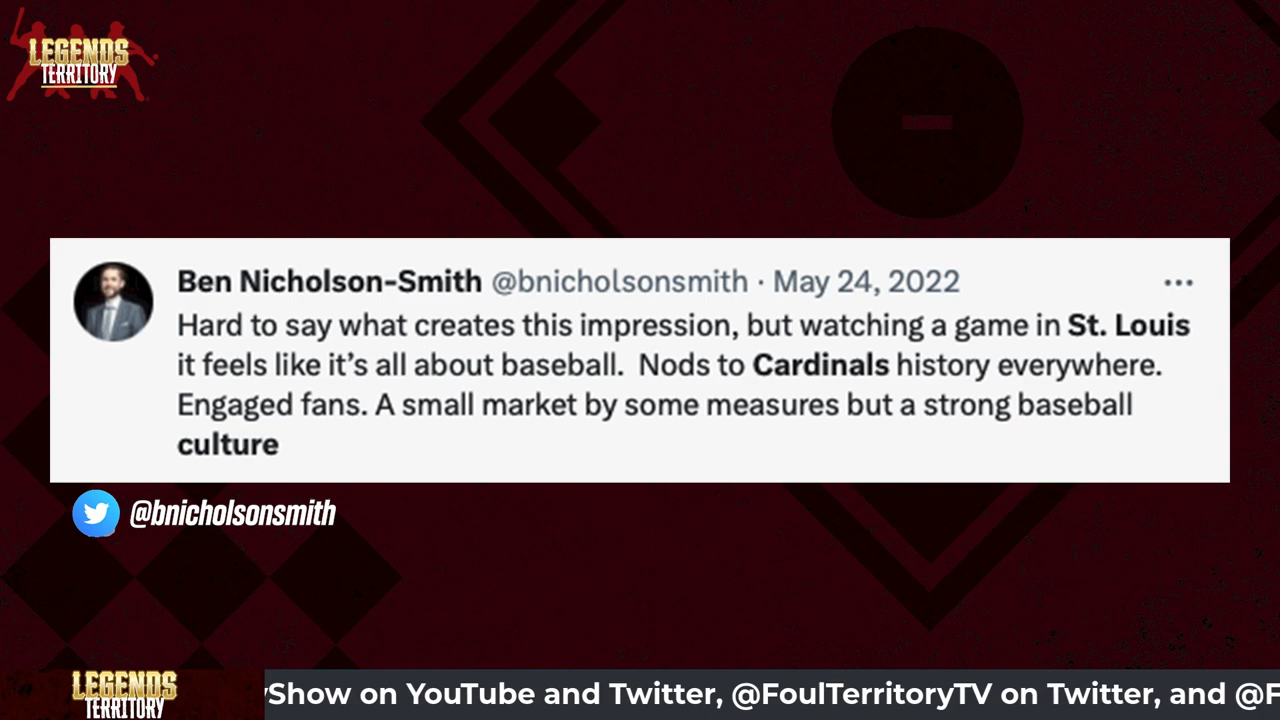 LEGENDS
TERRITORY
Ben Nicholson-Smith @bnicholsonsmith · May 24, 2022 ...
Hard to say what creates this impression, but watching a game in St. Louis
it feels like it’s all about baseball.  Nods to Cardinals history everywhere.
Engaged fans. A small market by some measures but a strong baseball
culture
@bnicholsonsmith
LEGENDS
TERRITORY
Show on YouTube and Twitter, @FoulTerritoryTV on Twitter, and @F